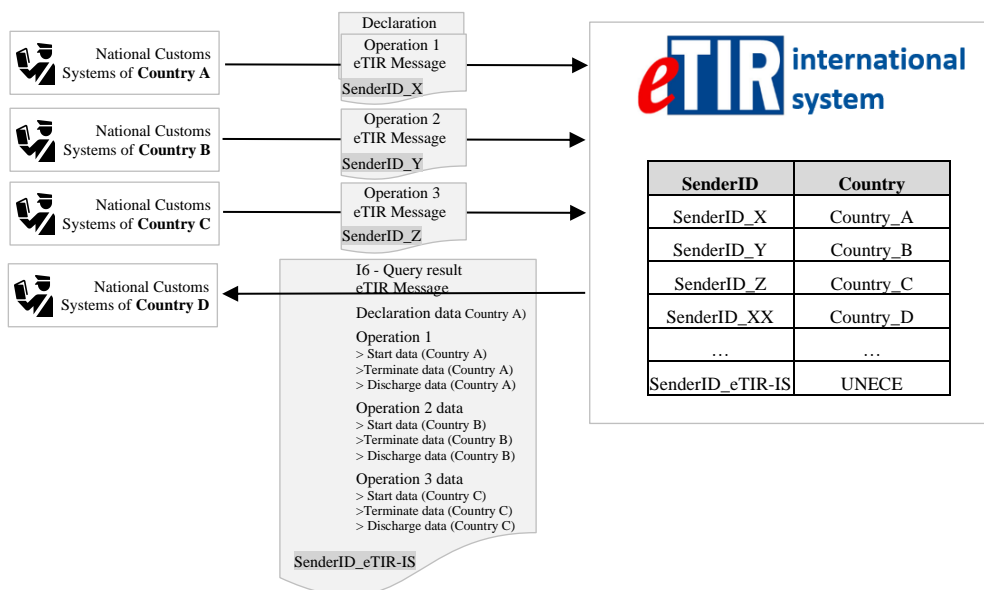 Declaration
National Customs
Systems of Country A
Operation 1
eTIR Message
SenderID_X
National Customs
Systems of Country B
Operation 2
eTIR Message
SenderID_Y
National Customs
Systems of Country C
Operation 3
eTIR Message
SenderID_Z
National Customs
Systems of Country D
I6 - Query result
eTIR Message
Declaration data Country A)
Operation 1
> Start data (Country A)
>Terminate data (Country A)
> Discharge data (Country A)
Operation 2 data
> Start data (Country B)
>Terminate data (Country B)
> Discharge data (Country B)
Operation 3 data
> Start data (Country C)
>Terminate data (Country C)
> Discharge data (Country C)
SenderID_eTIR-IS
eTIR international
system
SenderID Country
SenderID_X Country_A
SenderID_Y Country_B
SenderID_Z Country_C
SenderID_XX Country_D
… …
SenderID_eTIR-IS UNECE